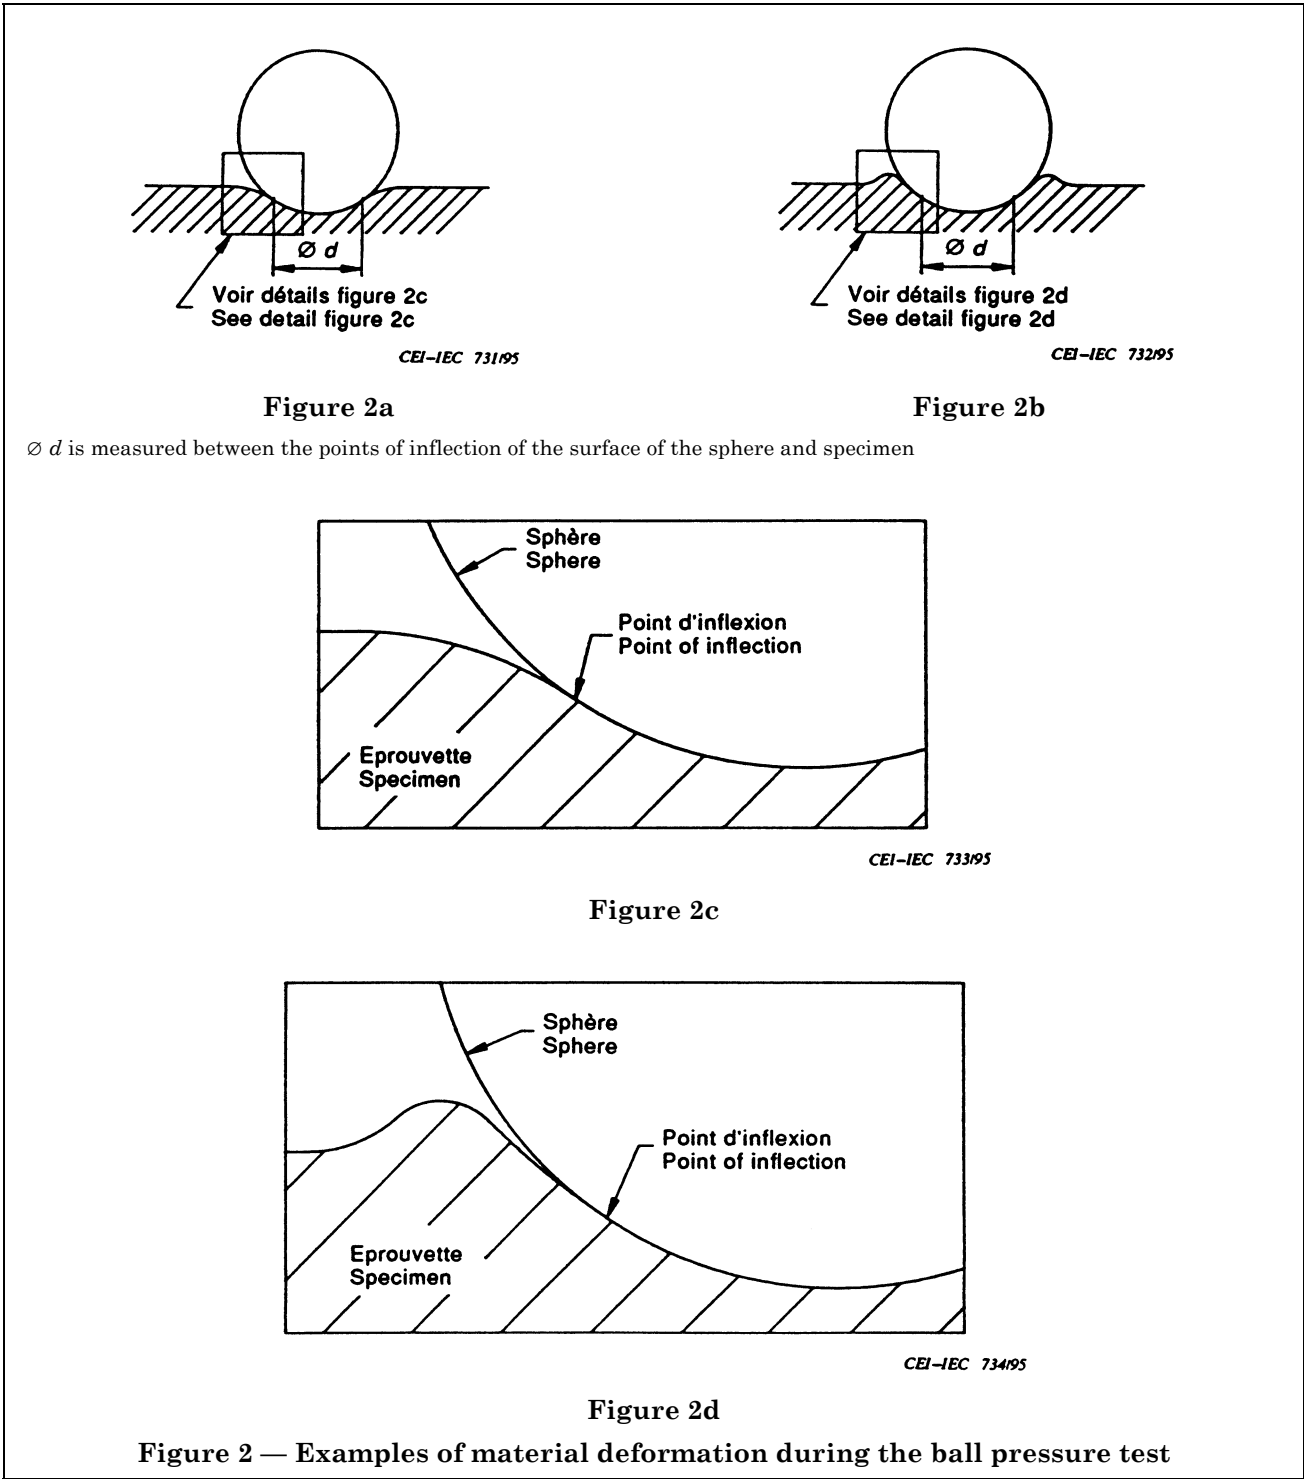 Ø d
Voir détails figure 2c
See detail figure 2c
CEI–IEC 731/95
Figure 2a
Ø d
Voir détails figure 2d
See detail figure 2d
CEI–IEC 732/95
Figure 2b
∅ d is measured between the points of inflection of the surface of the sphere and specimen
Sphère
Sphere
Point d'inflexion
Point of inflection
Eprouvette
Specimen
CEI–IEC 733/95
Figure 2c
Sphère
Sphere
Point d'inflexion
Point of inflection
Eprouvette
Specimen
CEI–IEC 734/95
Figure 2d
Figure 2 — Examples of material deformation during the ball pressure test